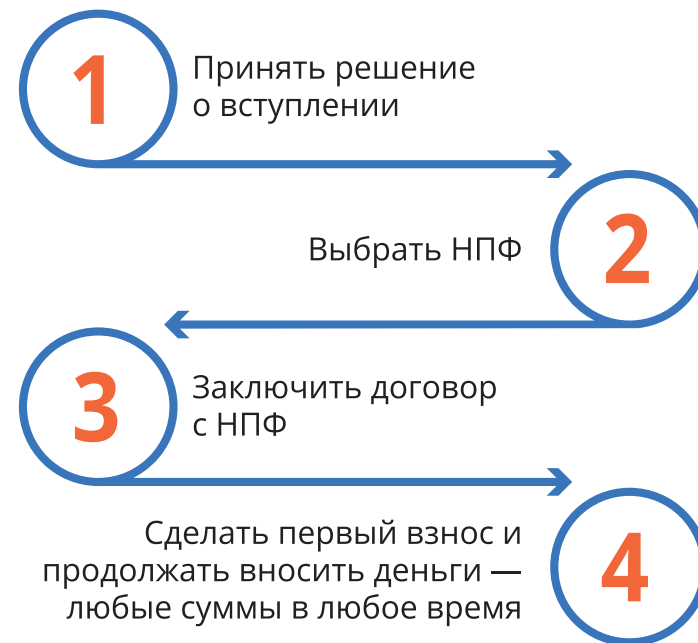 1
Принять решение
о вступлении
2
Выбрать НПФ
3
Заключить договор
с НПФ
4
Сделать первый взнос и
продолжать вносить деньги —
любые суммы в любое время